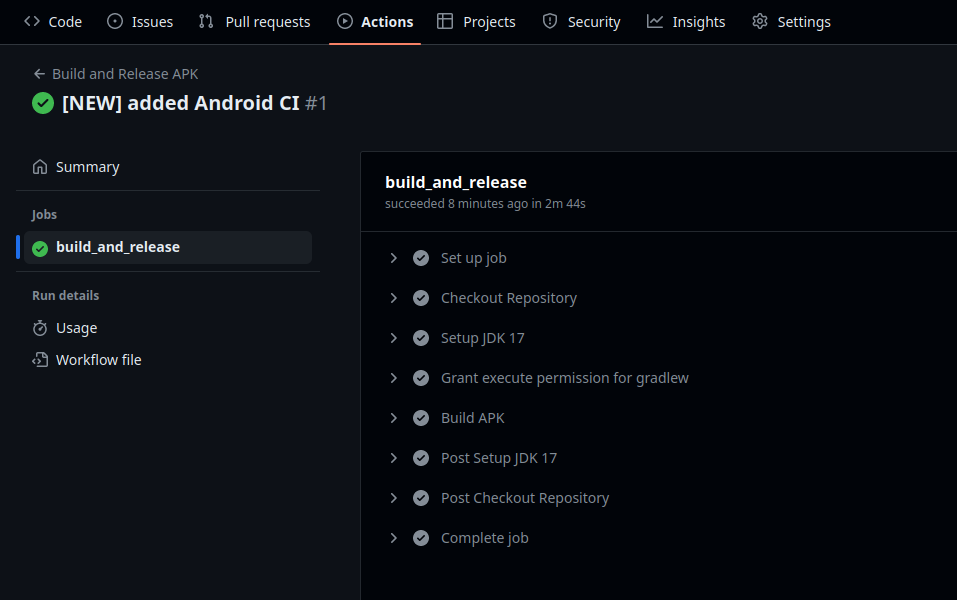 Code Issues Pull requests Actions Projects Security Insights Settings
Build and Release APK
[NEW] added Android CI #1
Summary
Jobs
build_and_release
Run details
Usage
Workflow file
build_and_release
succeeded 8 minutes ago in 2m 44s
Set up job
Checkout Repository
Setup JDK 17
Grant execute permission for gradlew
Build APK
Post Setup JDK 17
Post Checkout Repository
Complete job